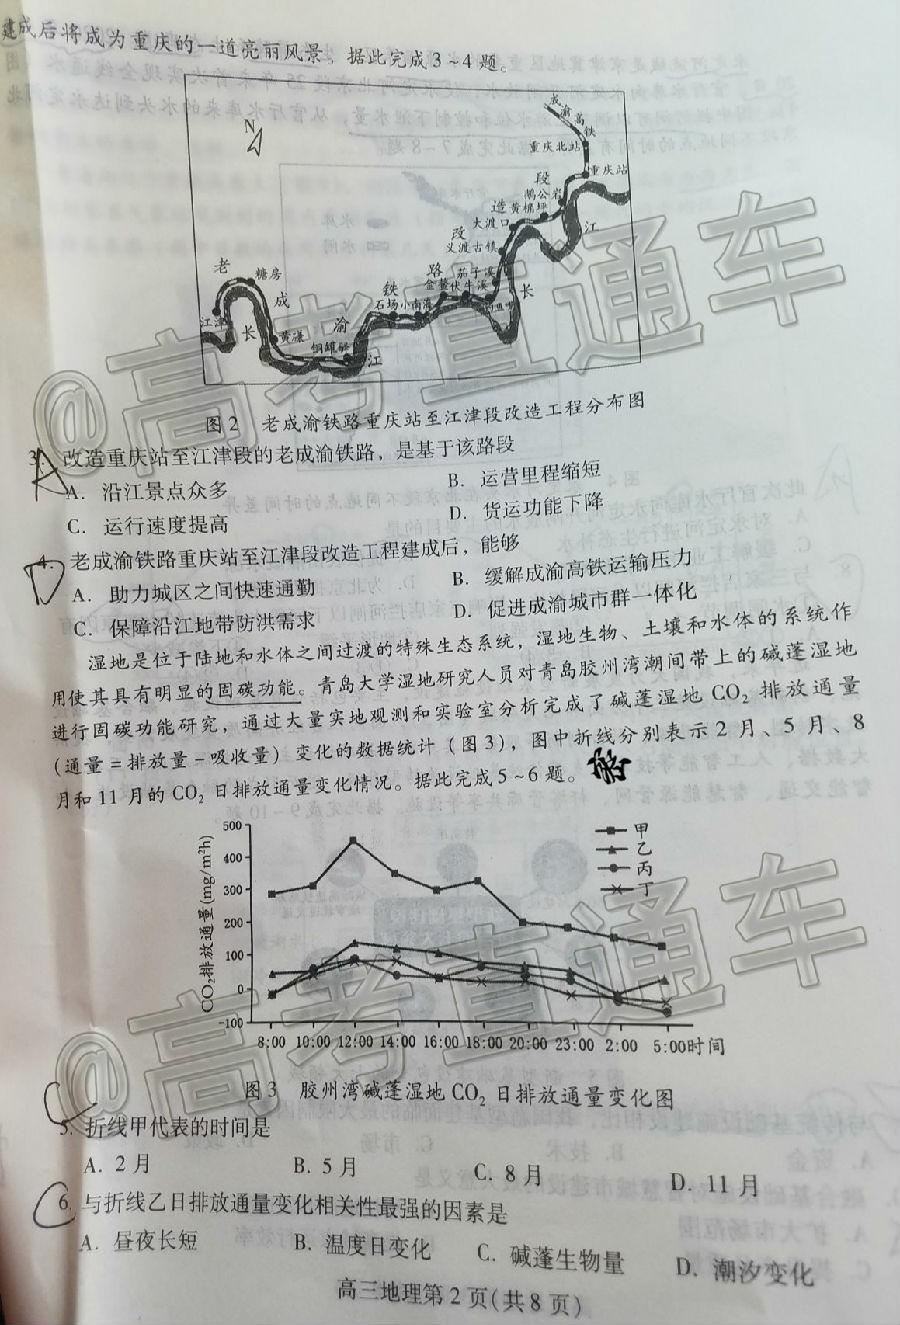 建成后将成为重庆的一道亮丽风景。据此完成3~4题。
N
成渝高铁
重庆北站
重庆站
段
鹅公岩
造 黄桷坪
大渡口
江
改
义渡古镇
路 茄子溪
老
糖房
铁
金鳌 伏牛溪
长
成
石场 小南海
江津
长
黄磏
渝
铜罐驿
江
图2 老成渝铁路重庆站至江津段改造工程分布图
3. 改造重庆站至江津段的老成渝铁路，是基于该路段
A. 沿江景点众多 B. 运营里程缩短
C. 运行速度提高 D. 货运功能下降
4. 老成渝铁路重庆站至江津段改造工程建成后，能够
A. 助力城区之间快速通勤 B. 缓解成渝高铁运输压力
C. 保障沿江地带防洪需求 D. 促进成渝城市群一体化
湿地是位于陆地和水体之间过渡的特殊生态系统，湿地生物、土壤和水体的系统作
用使其具有明显的固碳功能。青岛大学湿地研究人员对青岛胶州湾潮间带上的碱蓬湿地
进行固碳功能研究，通过大量实地观测和实验室分析完成了碱蓬湿地CO₂排放通量
(通量=排放量-吸收量)变化的数据统计(图3)，图中折线分别表示2月、5月、8
月和11月的CO₂日排放通量变化情况。据此完成5~6题。
CO₂排放通量(mg/m²h)
500
400
300
200
100
0
-100
甲
乙
丙
丁
8:00 10:00 12:00 14:00 16:00 18:00 20:00 23:00 2:00 5:00时间
图3 胶州湾碱蓬湿地CO₂日排放通量变化图
C
5. 折线甲代表的时间是
A. 2月 B. 5月 C. 8月 D. 11月
C
6. 与折线乙日排放通量变化相关性最强的因素是
A. 昼夜长短 B. 温度日变化 C. 碱蓬生物量 D. 潮汐变化
高三地理第2页(共8页)
A
D
@高考直通车
@高考直通车